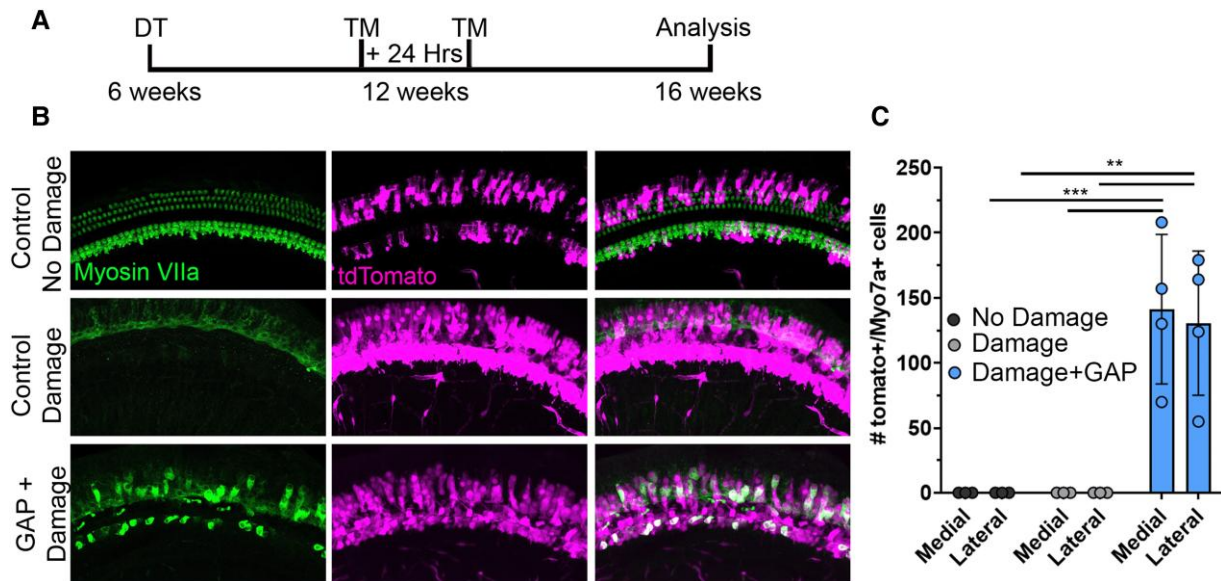 A
DT TM TM Analysis
+ 24 Hrs
6 weeks 12 weeks 16 weeks
B
Control
No Damage
Myosin VIIa
tdTomato
Control
Damage
GAP +
Damage
C
# tomato+/Myo7a+ cells
250
200
150
100
50
0
**
***
No Damage
Damage
Damage+GAP
Medial
Lateral
Medial
Lateral
Medial
Lateral